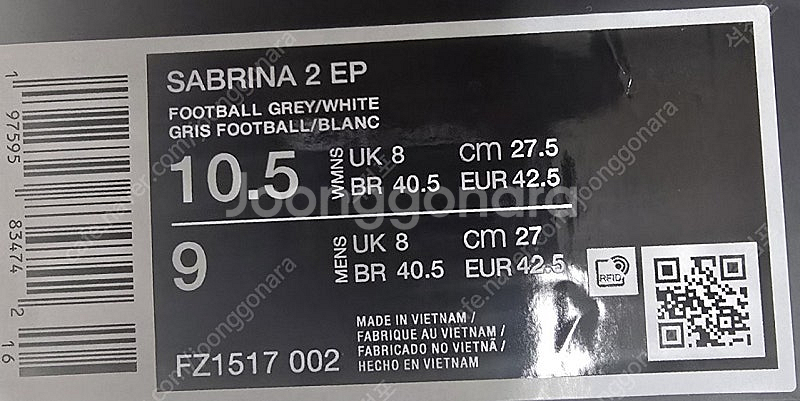 SABRINA 2 EP
FOOTBALL GREY/WHITE
GRIS FOOTBALL/BLANC
10.5 WMNS UK 8 cm 27.5
BR 40.5 EUR 42.5
9 MENS UK 8 cm 27
BR 40.5 EUR 42.5
RFID
MADE IN VIETNAM /
FABRIQUE AU VIETNAM /
FABRICADO NO VIETNÃ /
HECHO EN VIETNAM
FZ1517 002
1 97595 83474 2 16
Joonggonara